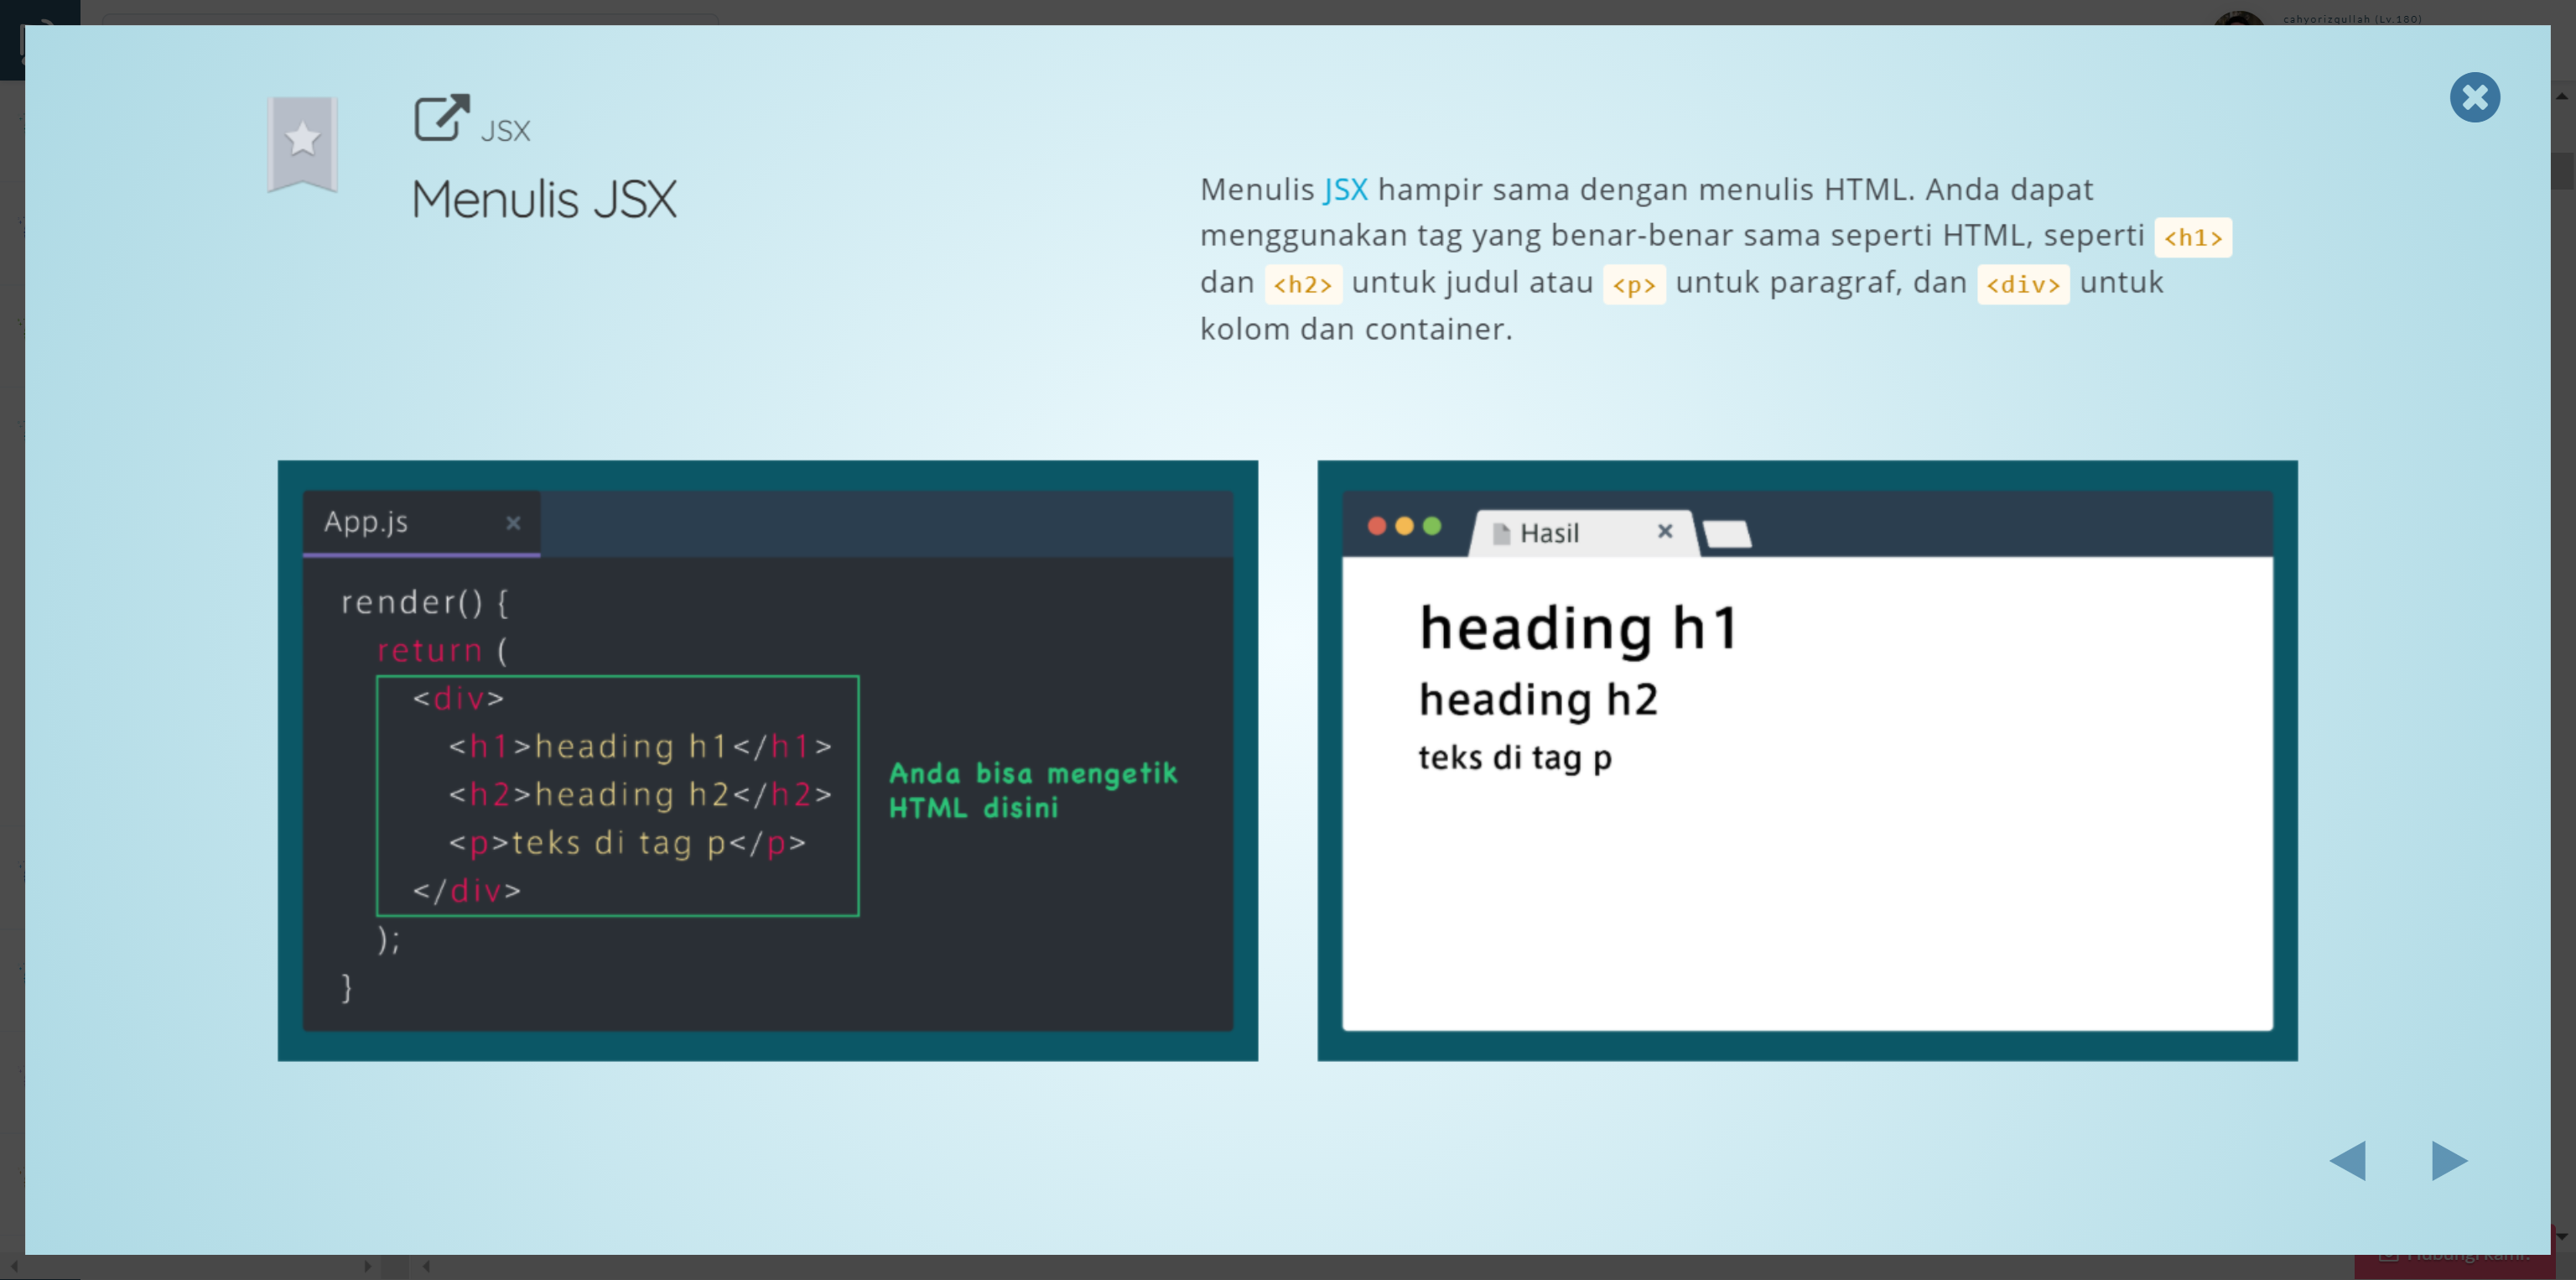 cahyorizqullah (Lv.180)
JSX
Menulis JSX
Menulis JSX hampir sama dengan menulis HTML. Anda dapat
menggunakan tag yang benar-benar sama seperti HTML, seperti <h1>
dan <h2> untuk judul atau <p> untuk paragraf, dan <div> untuk
kolom dan container.
App.js
render() {
return (
<div>
<h1>heading h1</h1>
<h2>heading h2</h2>
<p>teks di tag p</p>
</div>
);
}
Anda bisa mengetik
HTML disini
Hasil
heading h1
heading h2
teks di tag p
Hubungi kami!